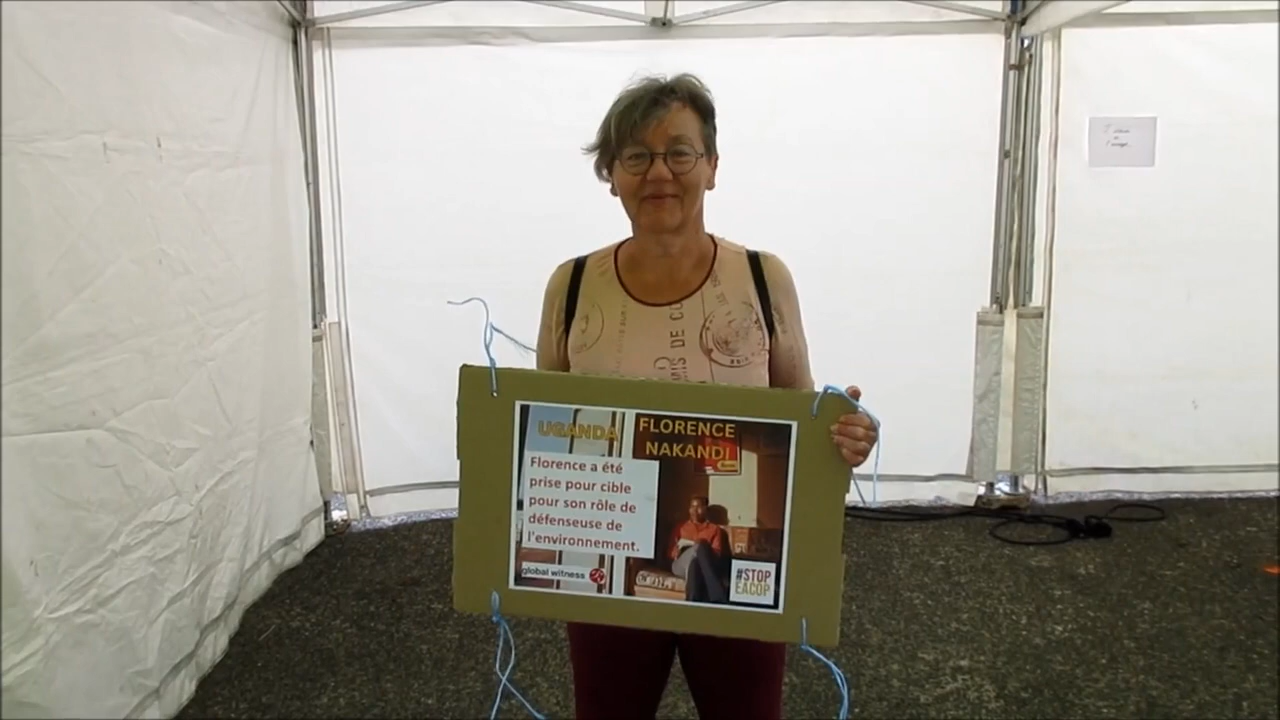 UGANDA
FLORENCE
NAKANDI
Florence a été
prise pour cible
pour son rôle de
défenseuse de
l'environnement.
global witness
#STOP
EACOP